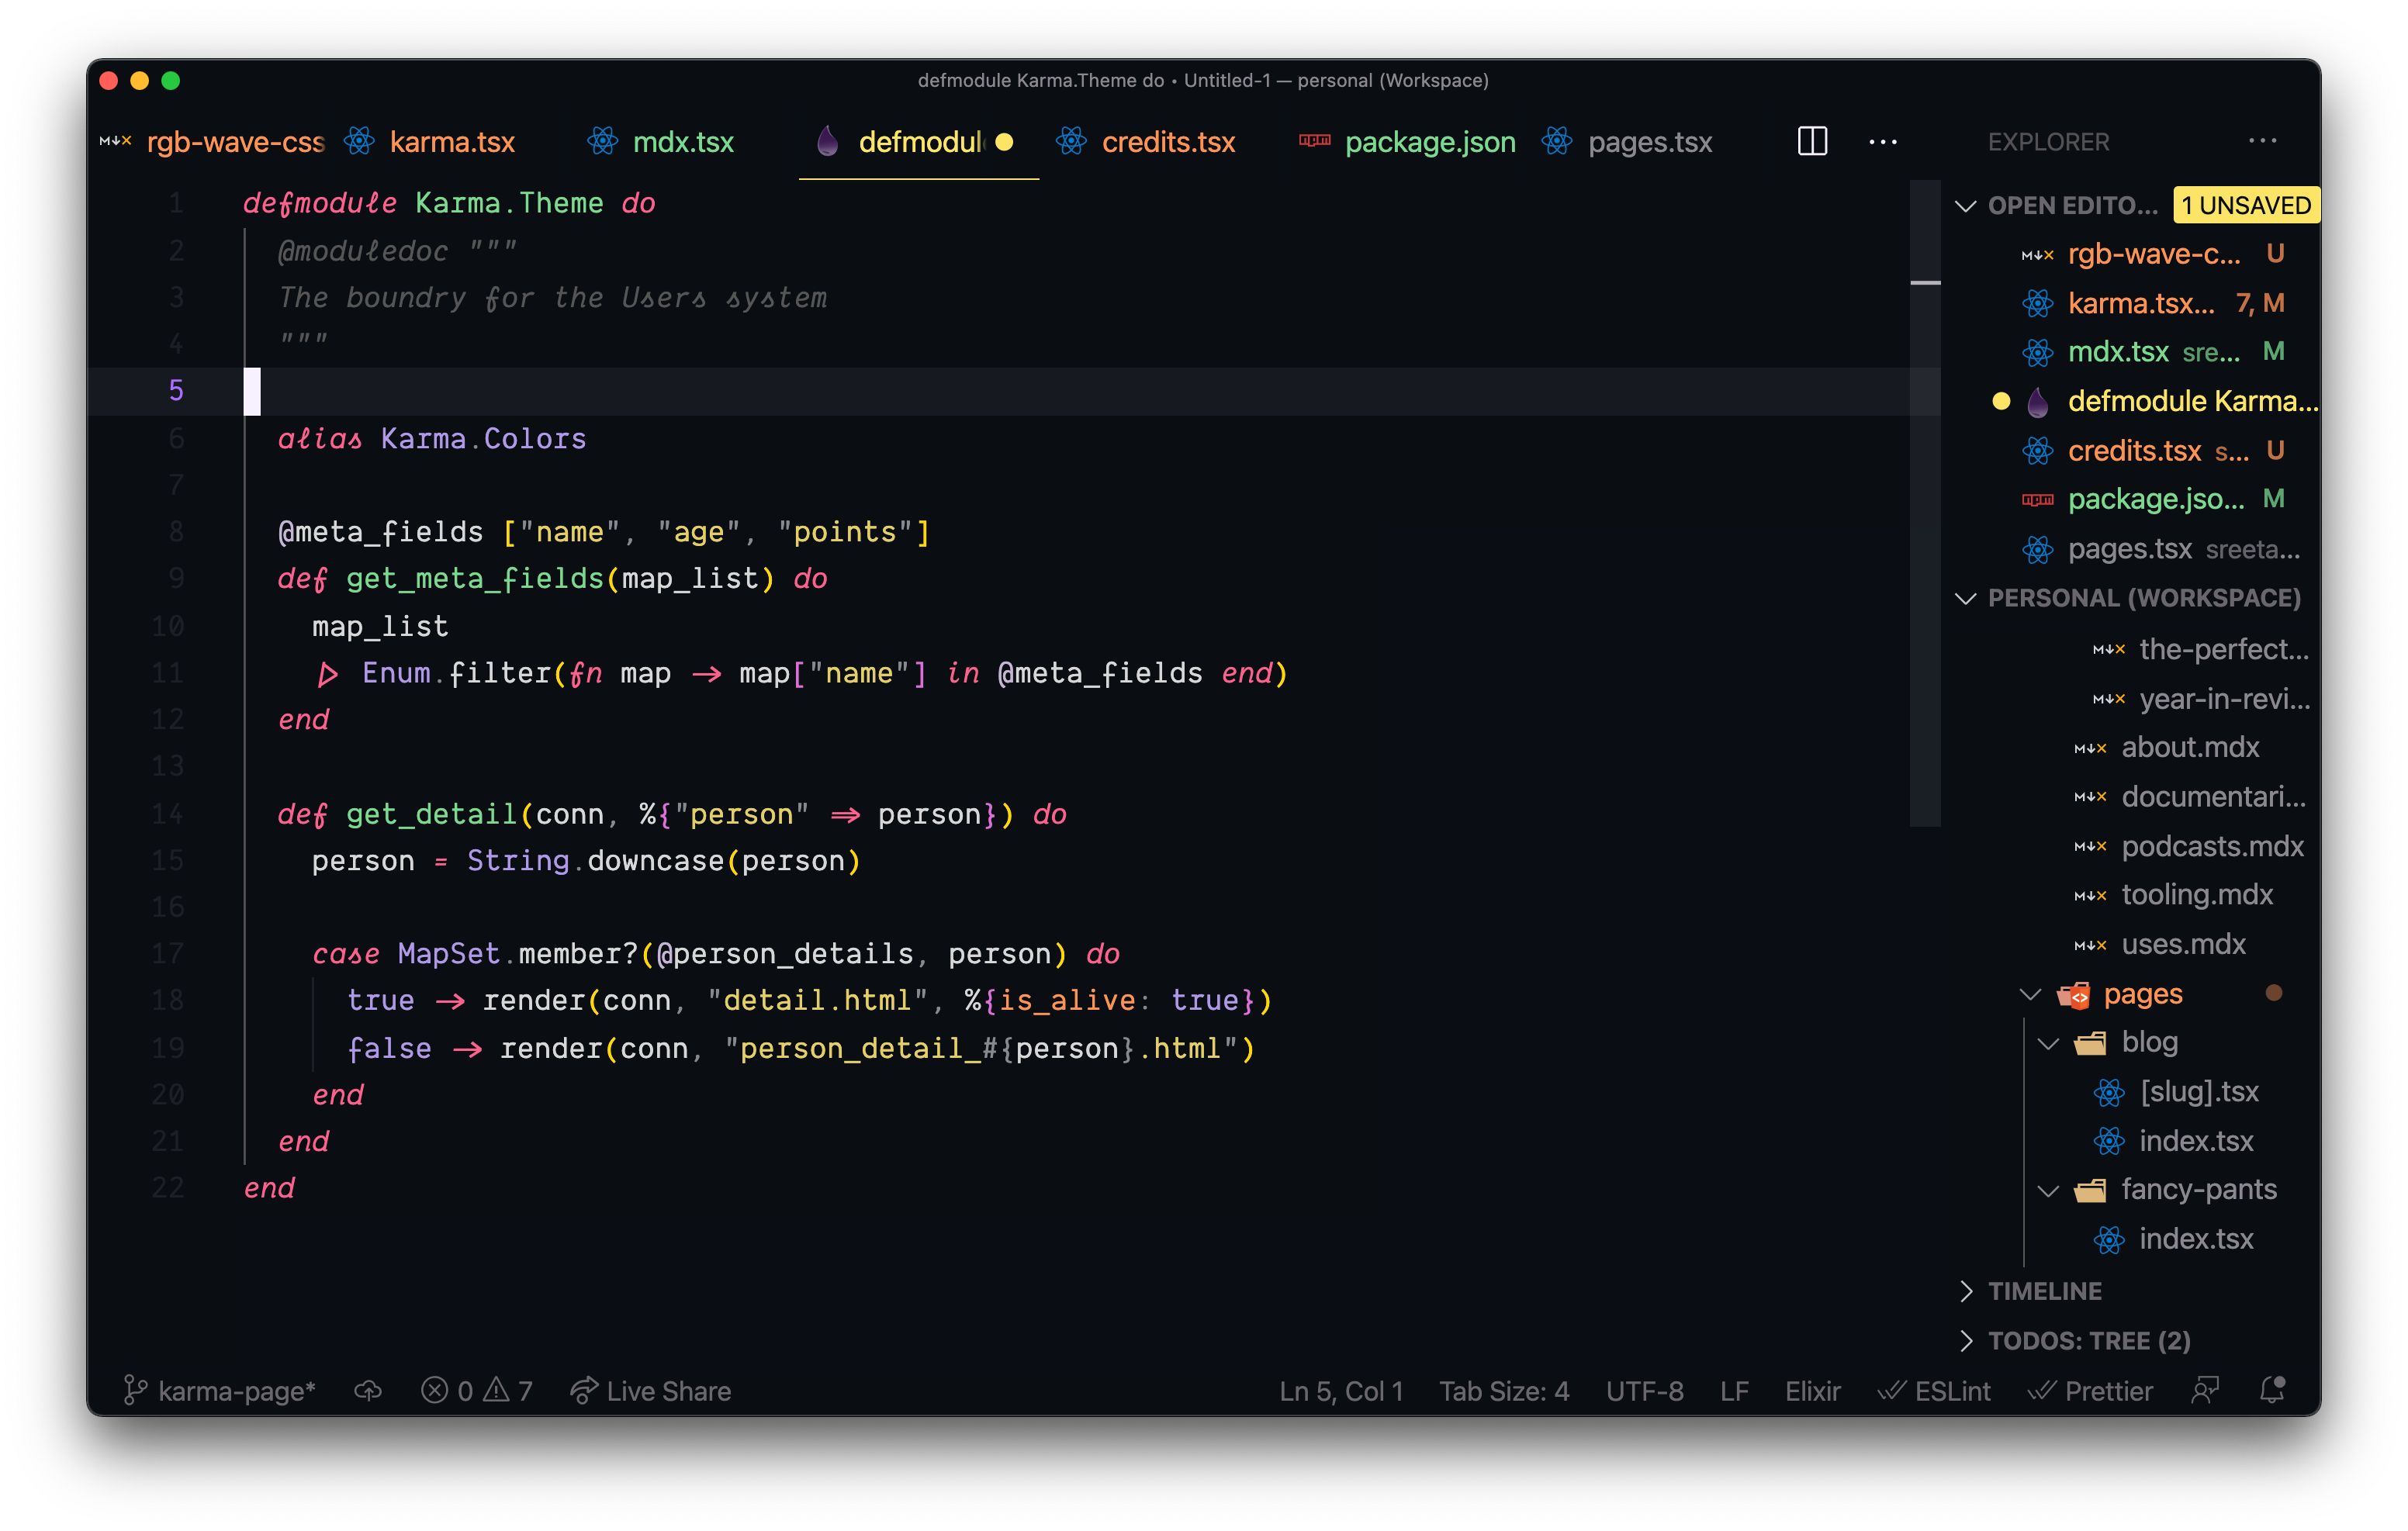 defmodule Karma.Theme do • Untitled-1 — personal (Workspace)
rgb-wave-css karma.tsx mdx.tsx defmodul credits.tsx package.json pages.tsx
1 defmodule Karma.Theme do
2 @moduledoc """
3 The boundry for the Users system
4 """
5
6 alias Karma.Colors
7
8 @meta_fields ["name", "age", "points"]
9 def get_meta_fields(map_list) do
10 map_list
11 |> Enum.filter(fn map -> map["name"] in @meta_fields end)
12 end
13
14 def get_detail(conn, %{"person" => person}) do
15 person = String.downcase(person)
16
17 case MapSet.member?(@person_details, person) do
18 true -> render(conn, "detail.html", %{is_alive: true})
19 false -> render(conn, "person_detail_#{person}.html")
20 end
21 end
22 end
EXPLORER
OPEN EDITO... 1 UNSAVED
rgb-wave-c... U
karma.tsx... 7, M
mdx.tsx sre... M
defmodule Karma...
credits.tsx s... U
package.jso... M
pages.tsx sreeta...
PERSONAL (WORKSPACE)
the-perfect...
year-in-revi...
about.mdx
documentari...
podcasts.mdx
tooling.mdx
uses.mdx
pages
blog
[slug].tsx
index.tsx
fancy-pants
index.tsx
TIMELINE
TODOS: TREE (2)
karma-page* 0 7 Live Share Ln 5, Col 1 Tab Size: 4 UTF-8 LF Elixir ESLint Prettier